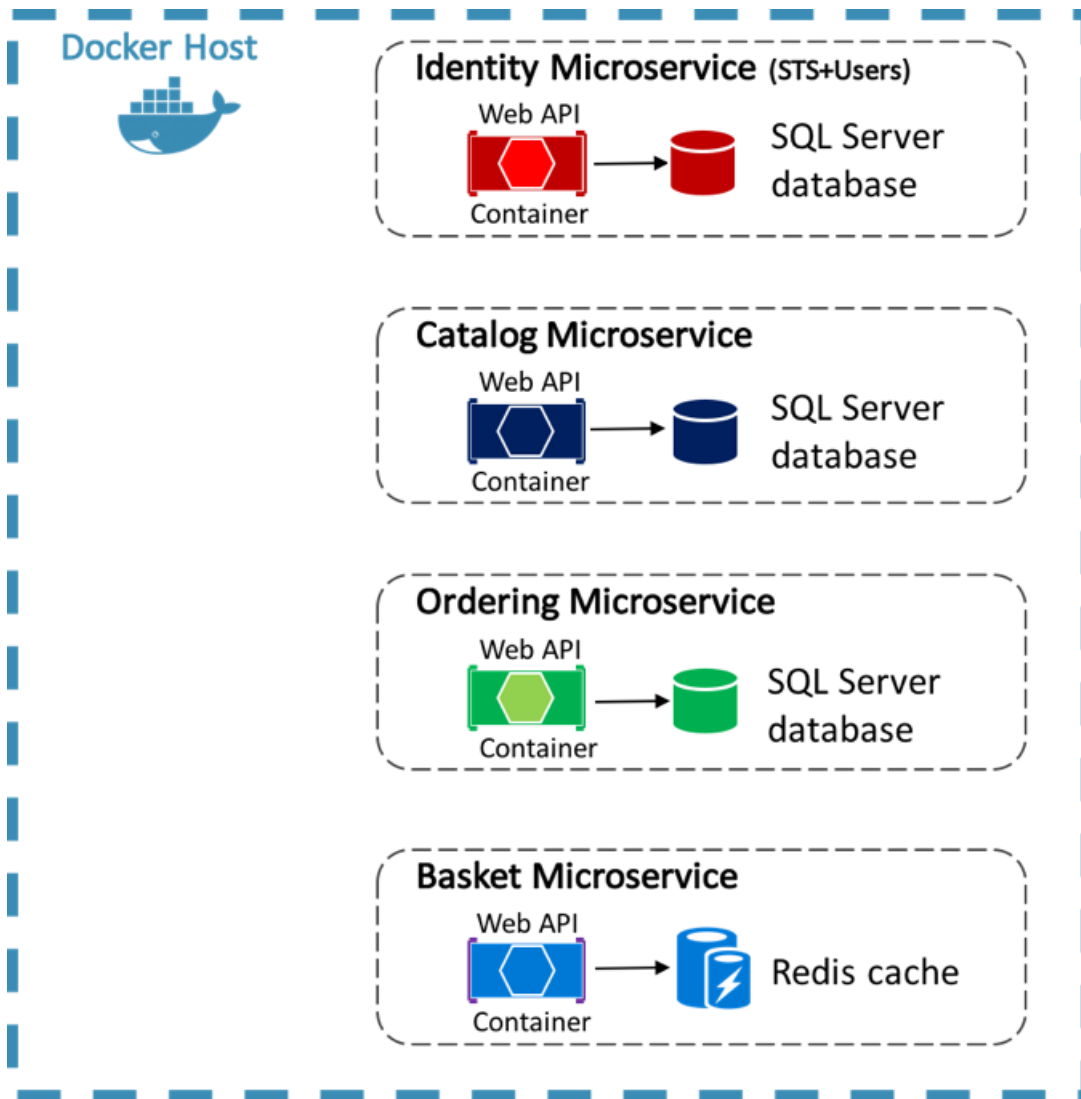 Docker Host
Identity Microservice (STS+Users)
Web API
Container
SQL Server
database
Catalog Microservice
Web API
Container
SQL Server
database
Ordering Microservice
Web API
Container
SQL Server
database
Basket Microservice
Web API
Container
Redis cache